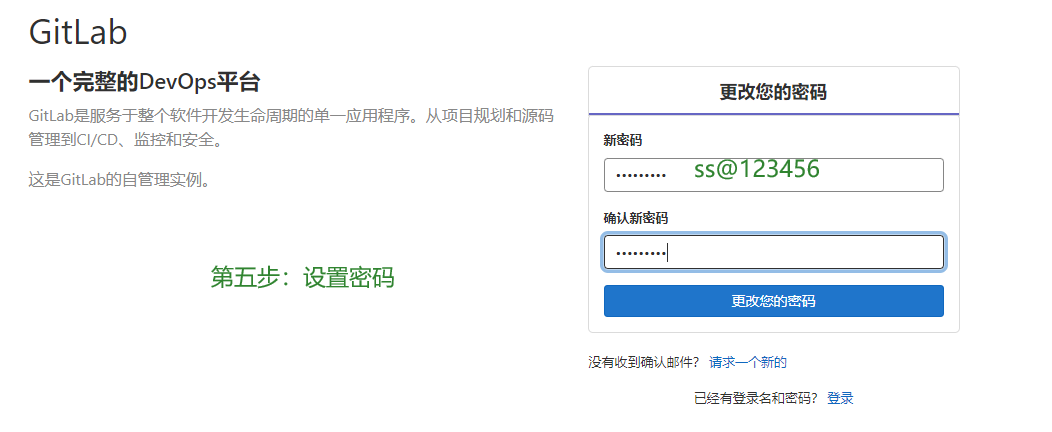 GitLab
一个完整的DevOps平台
GitLab是服务于整个软件开发生命周期的单一应用程序。从项目规划和源码
管理到CI/CD、监控和安全。
这是GitLab的自管理实例。
第五步：设置密码
更改您的密码
新密码
••••••••• ss@123456
确认新密码
•••••••••
更改您的密码
没有收到确认邮件？ 请求一个新的
已经有登录名和密码？ 登录